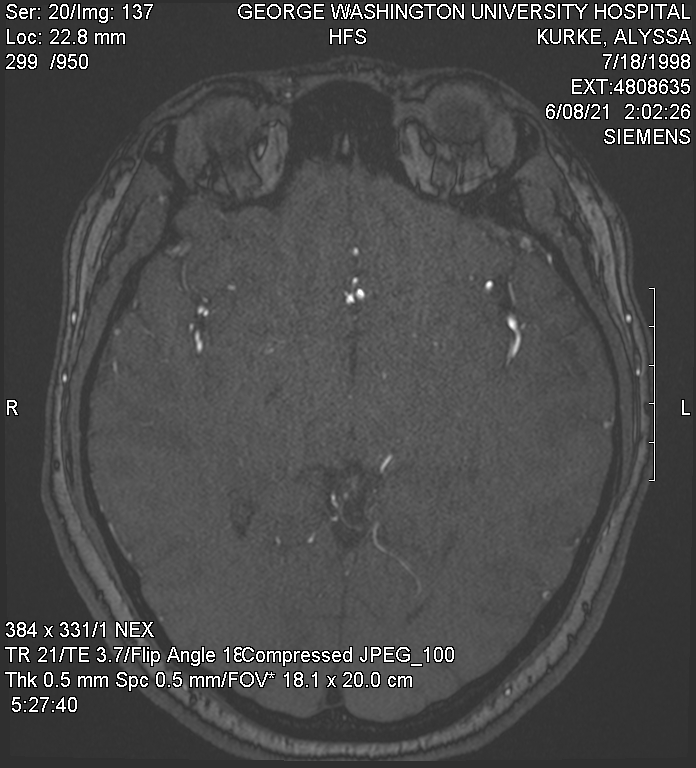 Ser: 20/Img: 137
Loc: 22.8 mm
299 /950
GEORGE WASHINGTON UNIVERSITY HOSPITAL
HFS
KURKE, ALYSSA
7/18/1998
EXT:4808635
6/08/21 2:02:26
SIEMENS
R
L
384 x 331/1 NEX
TR 21/TE 3.7/Flip Angle 18Compressed JPEG_100
Thk 0.5 mm Spc 0.5 mm/FOV* 18.1 x 20.0 cm
5:27:40